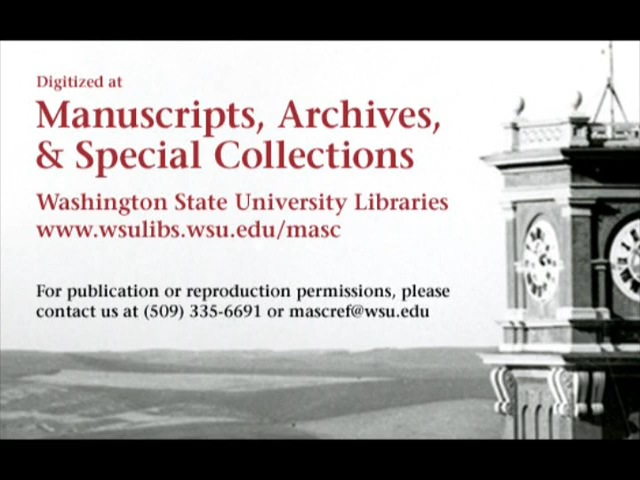 Digitized at
Manuscripts, Archives,
& Special Collections
Washington State University Libraries
www.wsulibs.wsu.edu/masc
For publication or reproduction permissions, please
contact us at (509) 335-6691 or mascref@wsu.edu